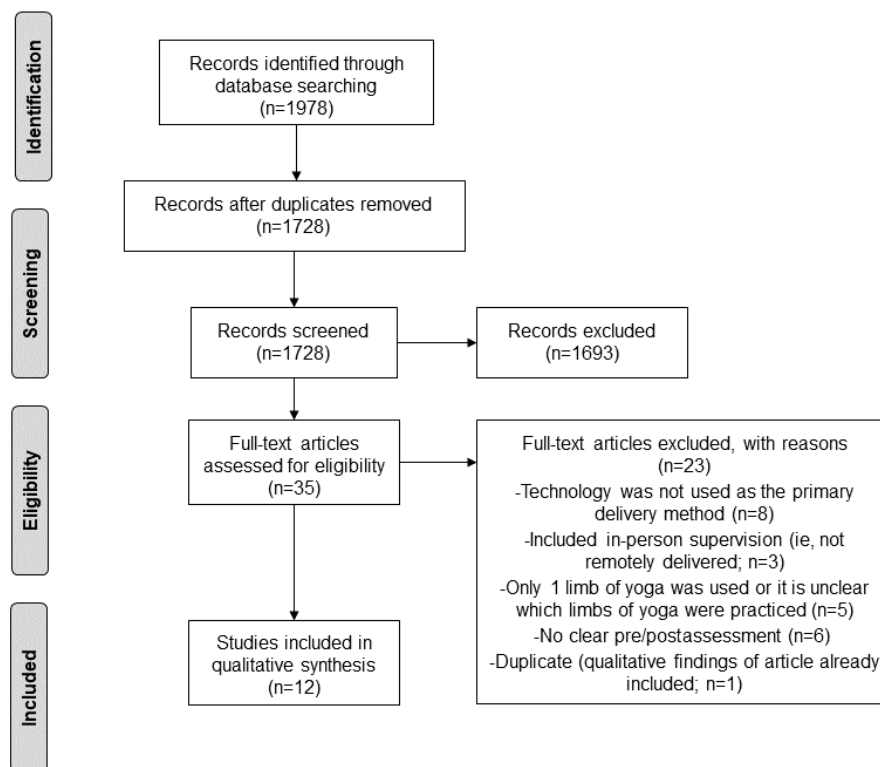 Identification
Records identified through
database searching
(n=1978)
Records after duplicates removed
(n=1728)
Screening
Records screened
(n=1728)
Records excluded
(n=1693)
Eligibility
Full-text articles
assessed for eligibility
(n=35)
Full-text articles excluded, with reasons
(n=23)
-Technology was not used as the primary
delivery method (n=8)
-Included in-person supervision (ie, not
remotely delivered; n=3)
-Only 1 limb of yoga was used or it is unclear
which limbs of yoga were practiced (n=5)
-No clear pre/postassessment (n=6)
-Duplicate (qualitative findings of article already
included; n=1)
Included
Studies included in
qualitative synthesis
(n=12)